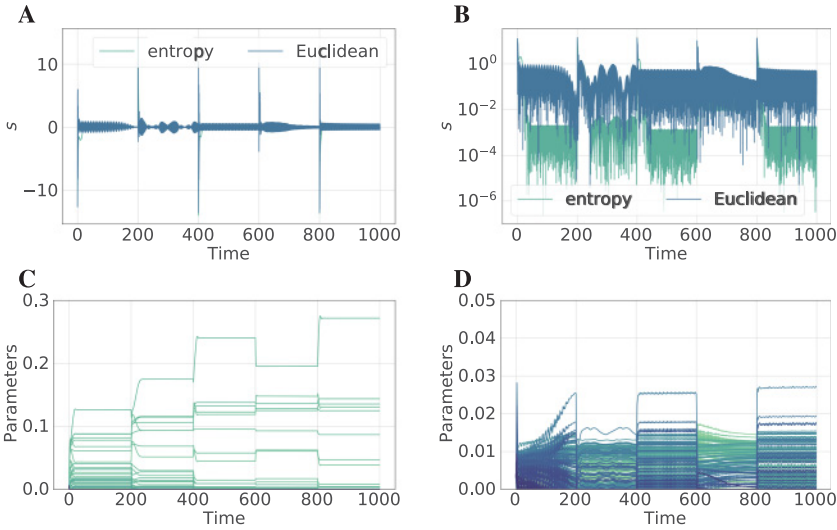 A
B
entropy
Euclidean
10
0
−10
s
0 200 400 600 800 1000
Time
10⁰
10⁻²
10⁻⁴
10⁻⁶
s
entropy
Euclidean
0 200 400 600 800 1000
Time
C
D
0.3
0.2
0.1
0.0
Parameters
0 200 400 600 800 1000
Time
0.05
0.04
0.03
0.02
0.01
0.00
Parameters
0 200 400 600 800 1000
Time